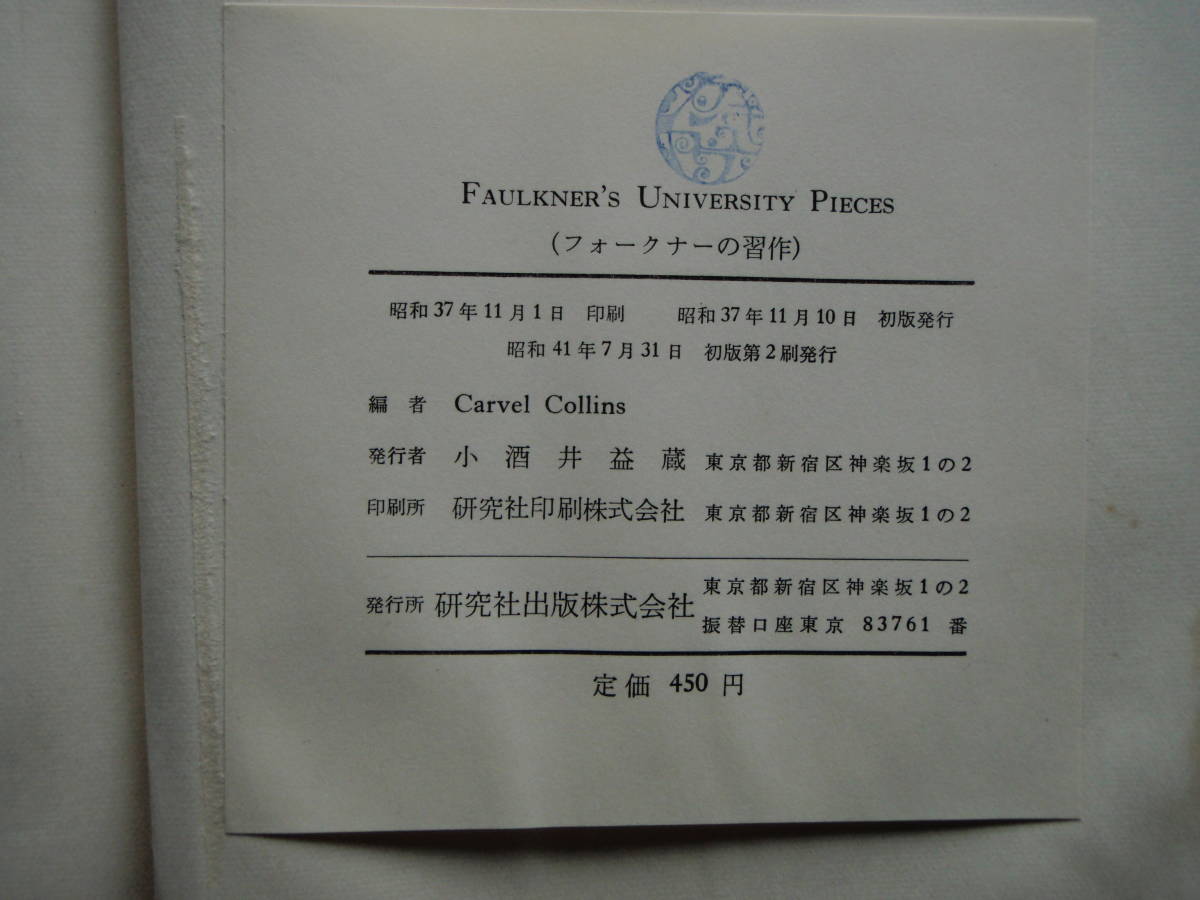 FAULKNER'S UNIVERSITY PIECES
(フォークナーの習作)
昭和37年11月1日 印刷 昭和37年11月10日 初版発行
昭和 41年7月31日 初版第2刷発行
編者 Carvel Collins
発行者 小酒井益蔵 東京都新宿区神楽坂1の2
印刷所 研究社印刷株式会社 東京都新宿区神楽坂1の2
発行所 研究社出版株式会社 東京都新宿区神楽坂1の2
振替口座東京 83761 番
定価 450 円